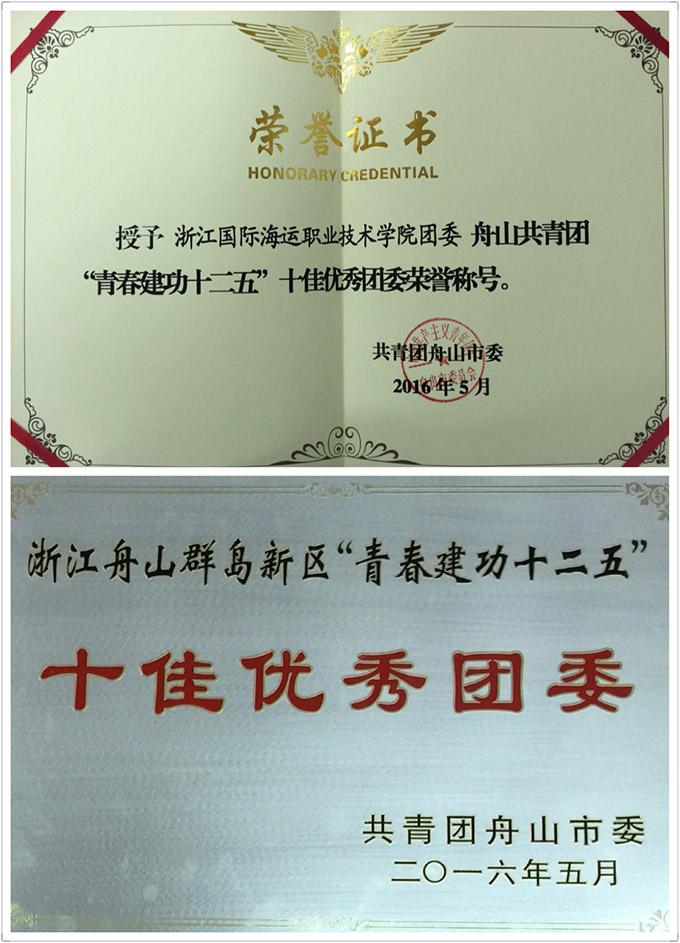 荣誉证书
HONORARY CREDENTIAL
授予 浙江国际海运职业技术学院团委 舟山共青团
“青春建功十二五”十佳优秀团委荣誉称号。
共青团舟山市委
2016 年 5 月
浙江舟山群岛新区“青春建功十二五”
十佳优秀团委
共青团舟山市委
二〇一六年五月